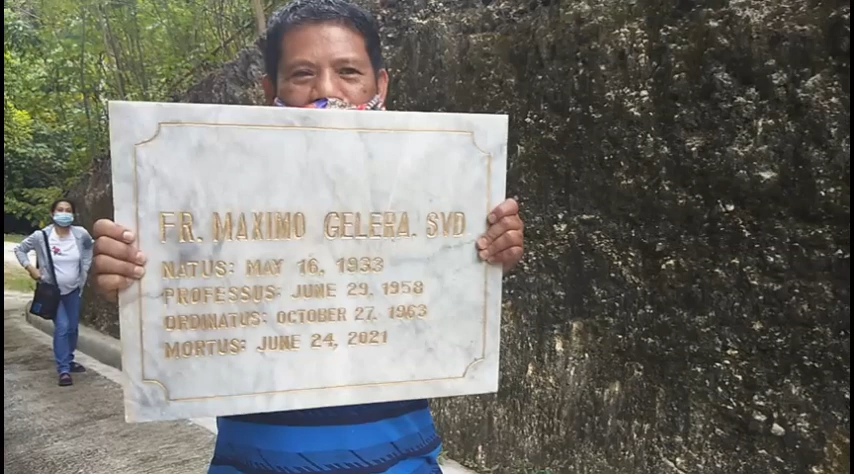 FR. MAXIMO GELERA. SVD
NATUS: MAY 16, 1933
PROFESSUS: JUNE 29, 1958
ORDINATUS: OCTOBER 27, 1963
MORTUS: JUNE 24, 2021